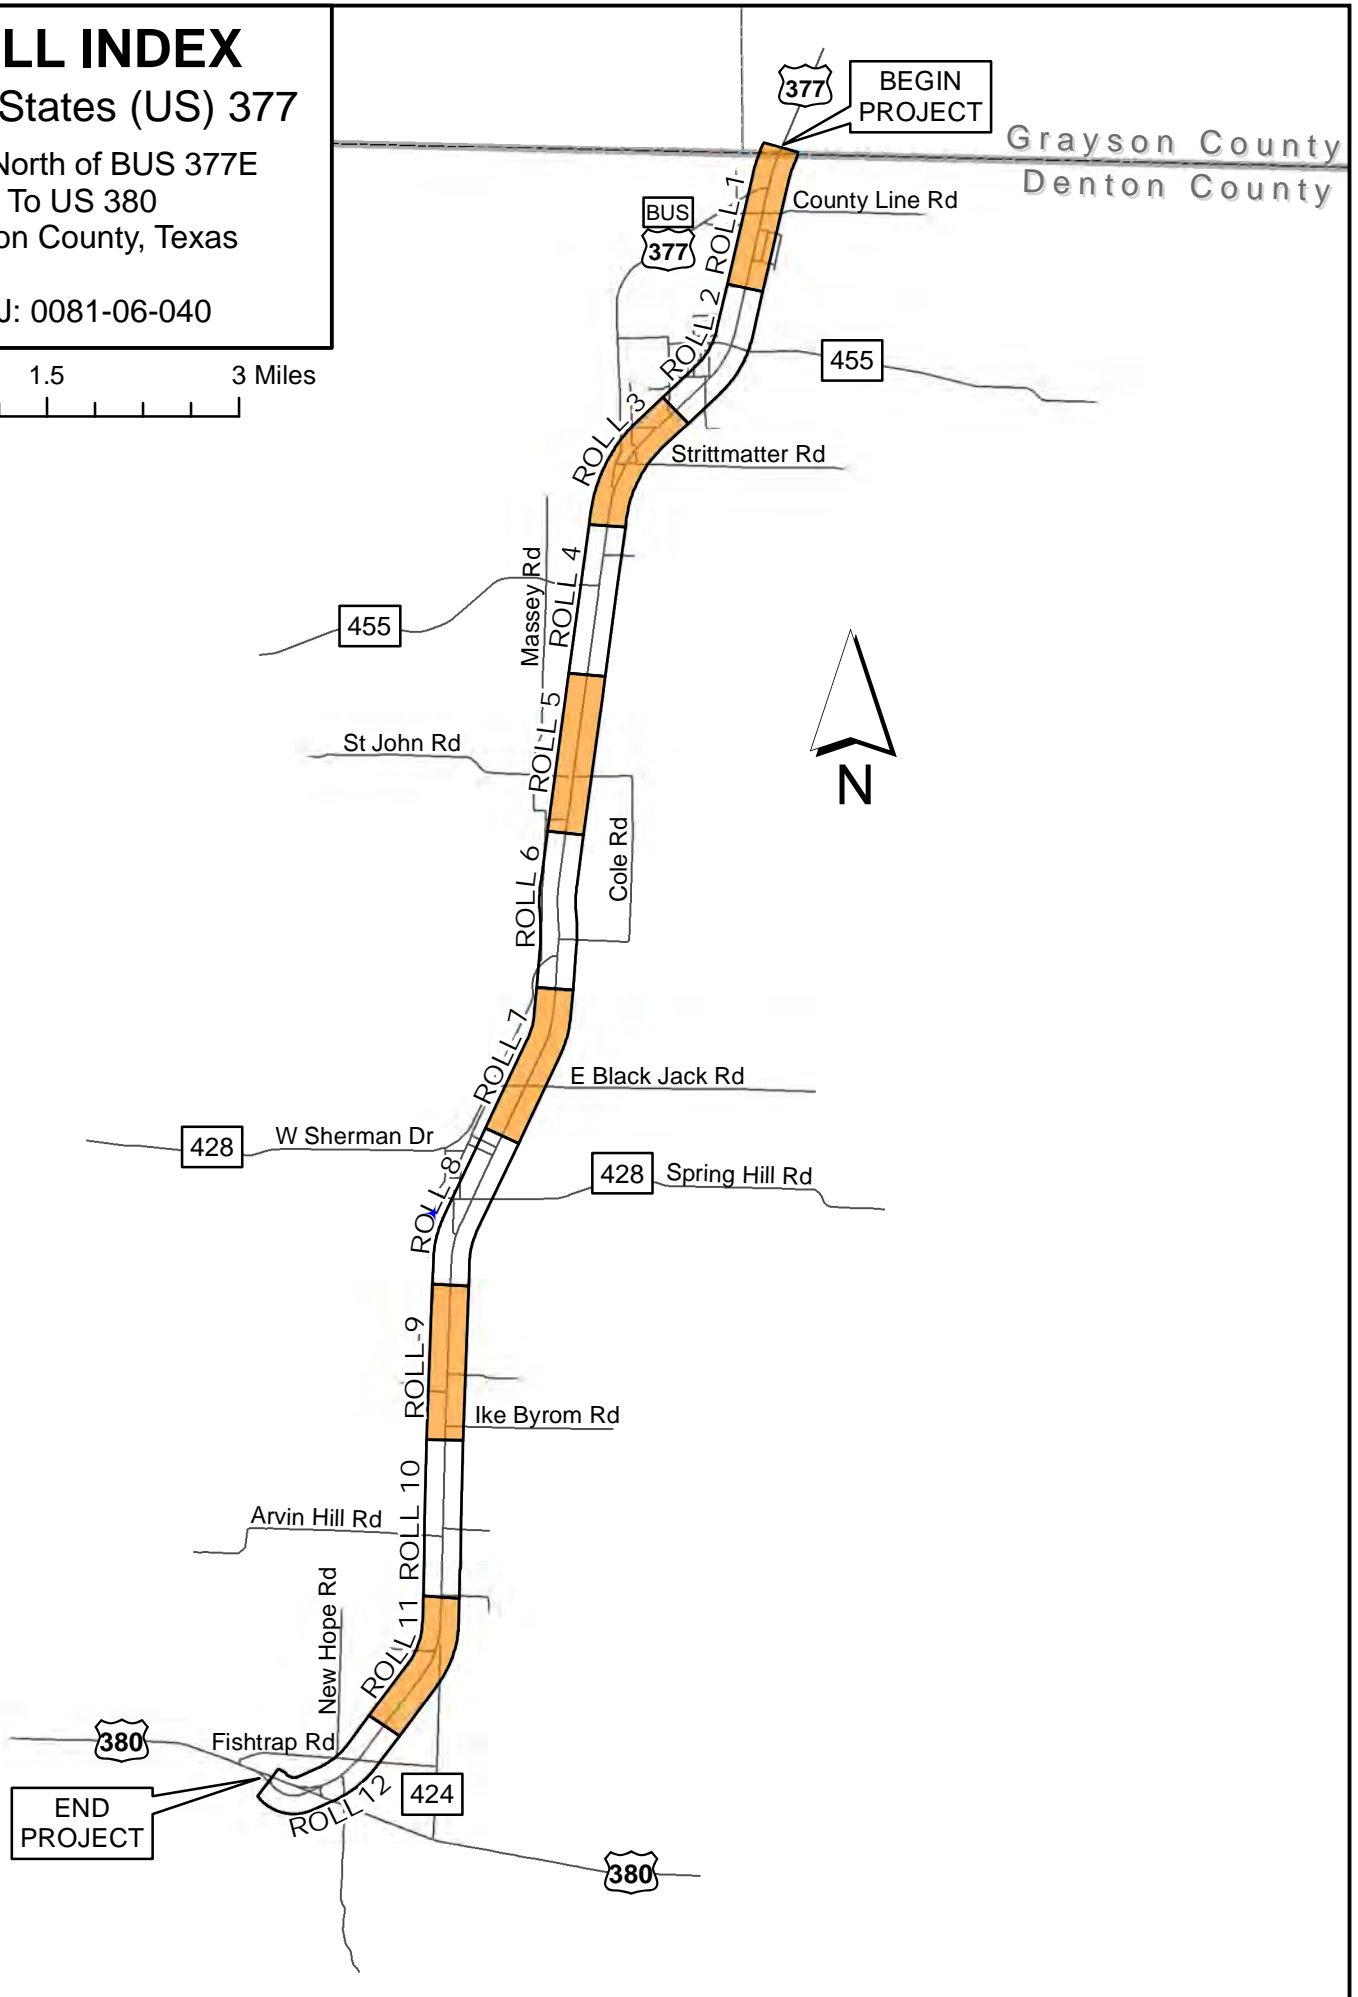 LL INDEX
States (US) 377
North of BUS 377E
To US 380
on County, Texas
J: 0081-06-040
1.5
3 Miles
377
BEGIN
PROJECT
Grayson County
Denton County
County Line Rd
BUS
377
ROLL 1
ROLL 2
455
ROLL 3
Strittmatter Rd
Massey Rd
ROLL 4
455
ROLL 5
St John Rd
N
Cole Rd
ROLL 6
ROLL 7
E Black Jack Rd
428
W Sherman Dr
ROLL 8
428
Spring Hill Rd
ROLL 9
Ike Byrom Rd
ROLL 10
Arvin Hill Rd
New Hope Rd
ROLL 11
380
Fishtrap Rd
END
PROJECT
ROLL 12
424
380